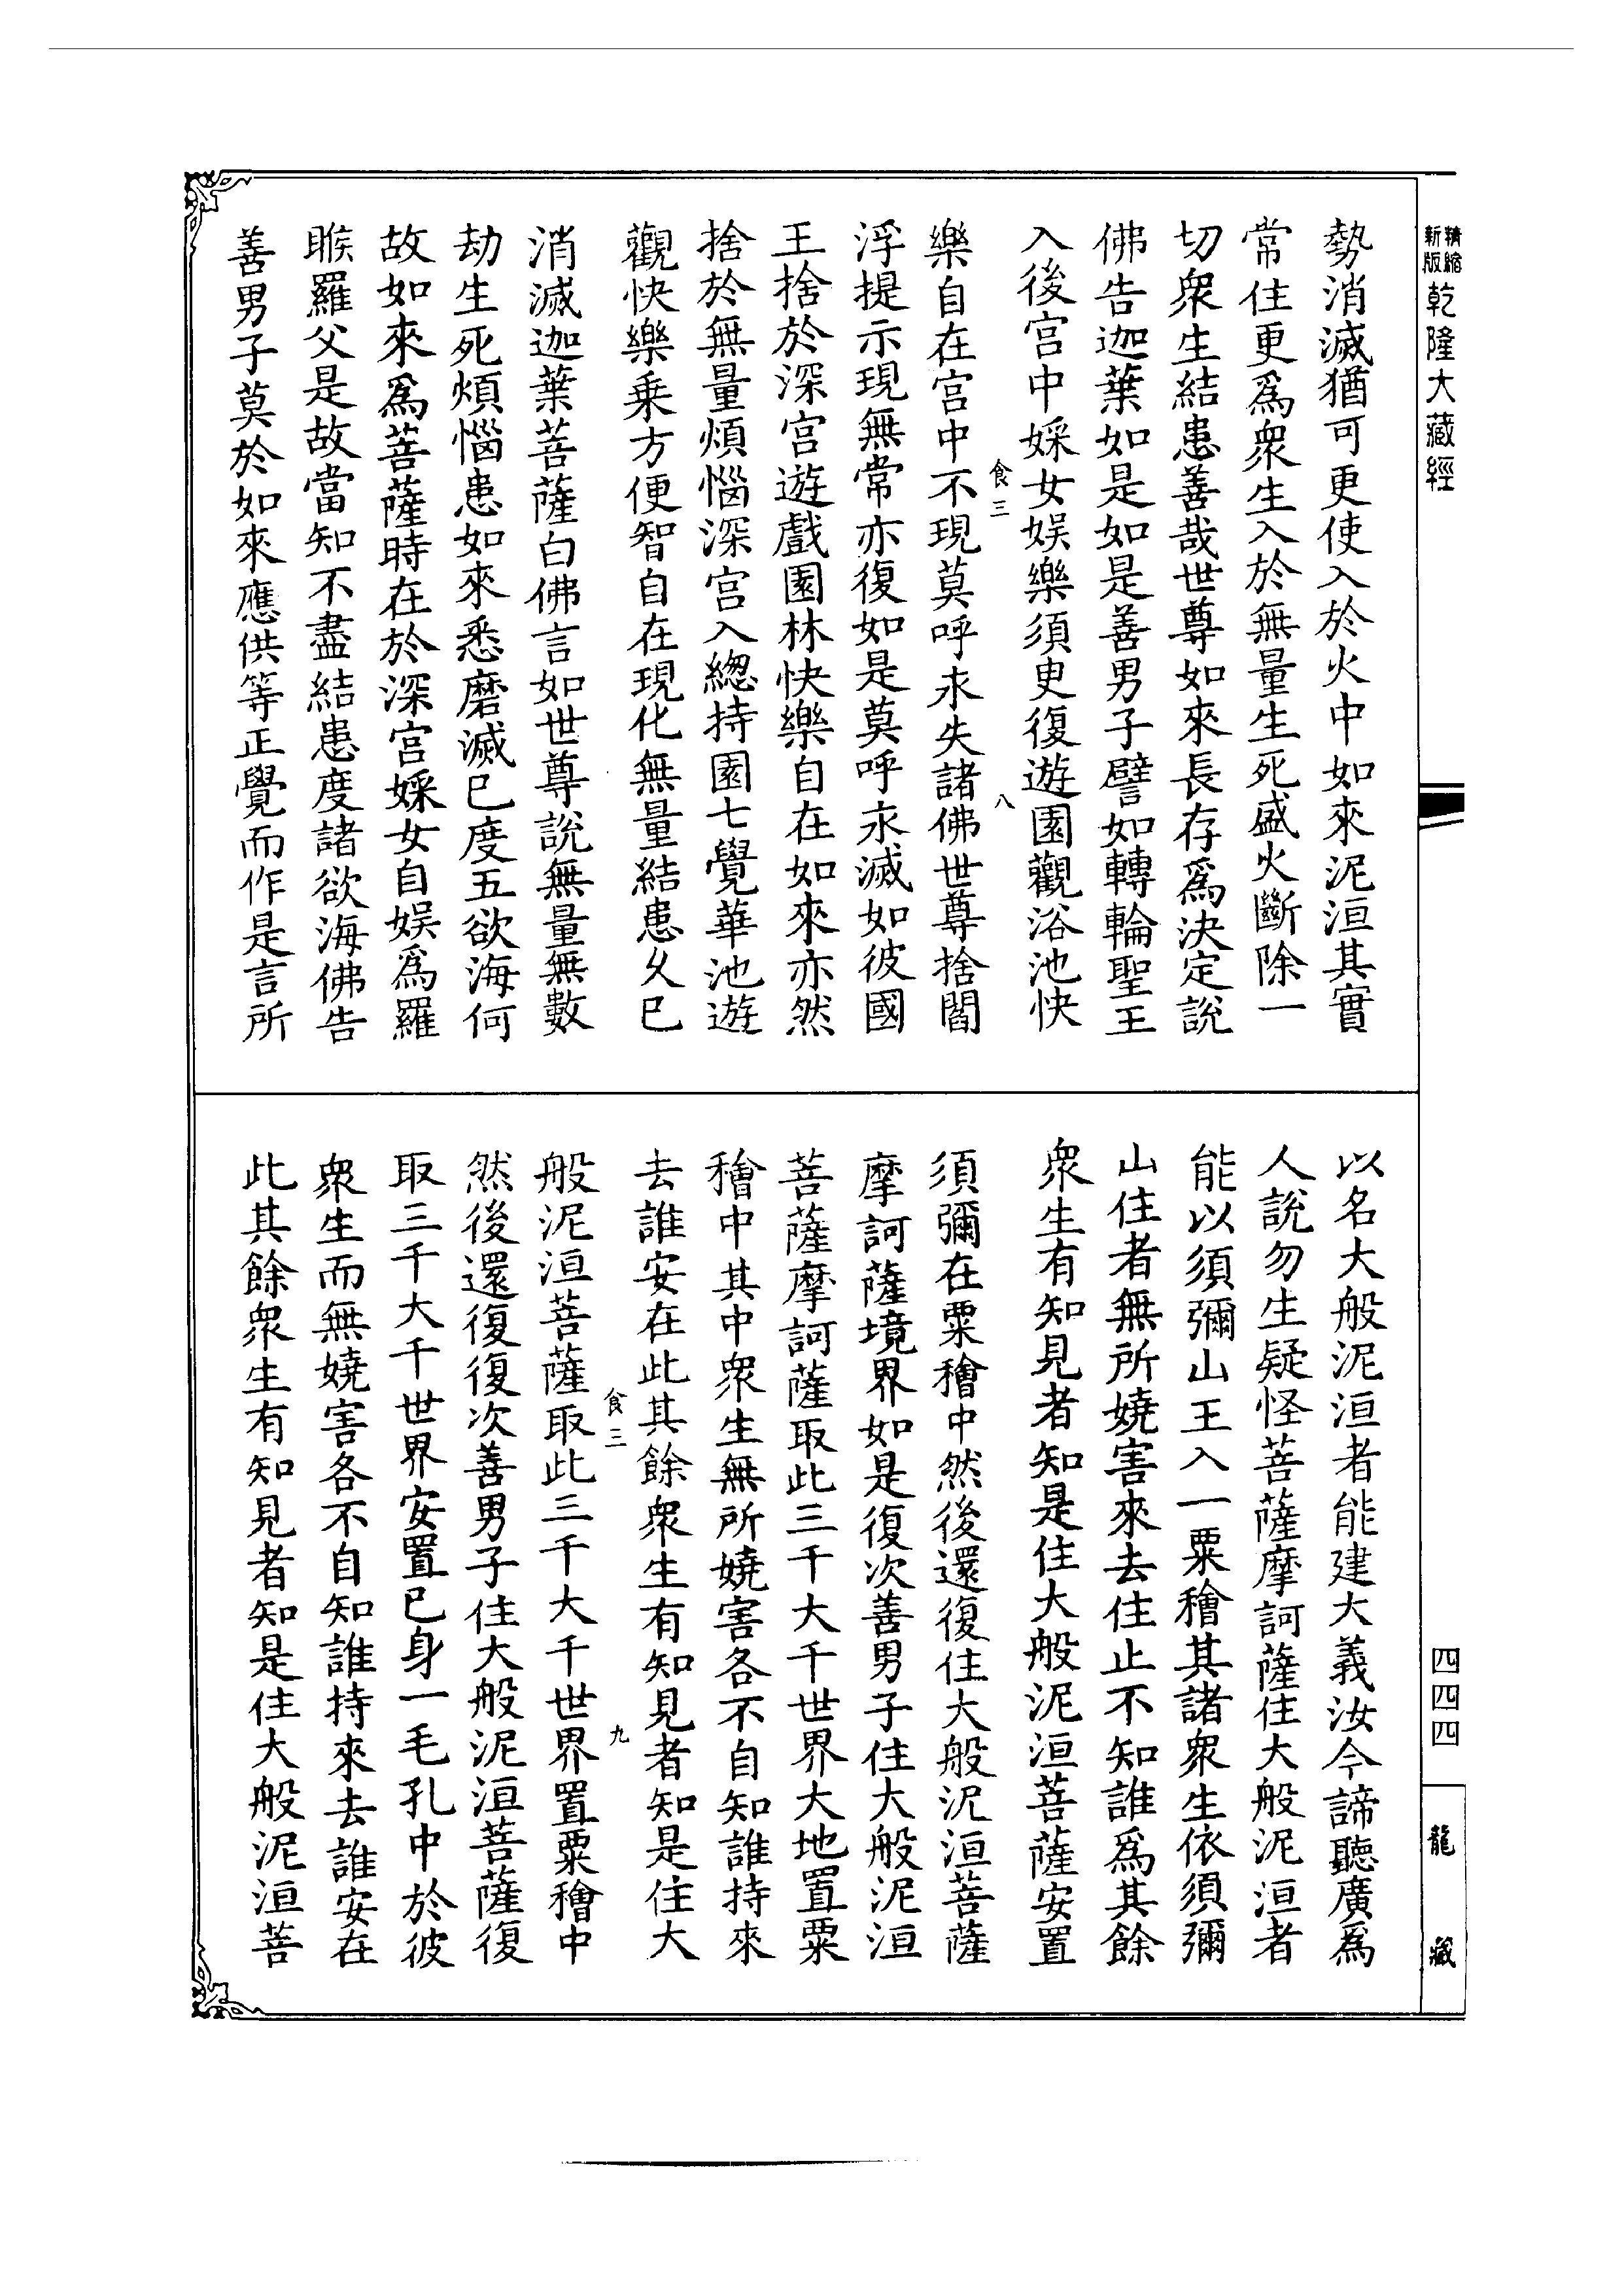 精縮
新版
乾隆大藏經
勢消滅猶可更使入於火中如來泥洹其實
常住更爲衆生入於無量生死盛火斷除一
切衆生結患善哉世尊如來長存爲決定說
佛告迦葉如是如是善男子譬如轉輪聖王
入後宮中婇女娛樂須更復遊園觀浴池快
食三
八
樂自在宮中不現莫呼永失諸佛世尊捨閻
浮提示現無常亦復如是莫呼永滅如彼國
王捨於深宮遊戲園林快樂自在如來亦然
捨於無量煩惱深宮入總持園七覺華池遊
觀快樂乗方便智自在現化無量結患乆已
消滅迦葉菩薩白佛言如世尊說無量無數
劫生死煩惱患如來悉磨滅已度五欲海何
故如來爲菩薩時在於深宮婇女自娛爲羅
睺羅父是故當知不盡結患度諸欲海佛告
善男子莫於如來應供等正覺而作是言所
以名大般泥洹者能建大義汝今諦聽廣爲
人說勿生疑怪菩薩摩訶薩住大般泥洹者
能以須彌山王入一粟𥢶其諸衆生依須彌
山住者無所嬈害來去住止不知誰爲其餘
衆生有知見者知是住大般泥洹菩薩安置
須彌在粟𥢶中然後還復住大般泥洹菩薩
摩訶薩境界如是復次善男子住大般泥洹
菩薩摩訶薩取此三千大千世界大地置粟
𥢶中其中衆生無所嬈害各不自知誰持來
去誰安在此其餘衆生有知見者知是住大
食三
九
般泥洹菩薩取此三千大千世界置粟𥢶中
然後還復復次善男子住大般泥洹菩薩復
取三千大千世界安置已身一毛孔中於彼
衆生而無嬈害各不自知誰持來去誰安在
此其餘衆生有知見者知是住大般泥洹菩
四四四
龍藏